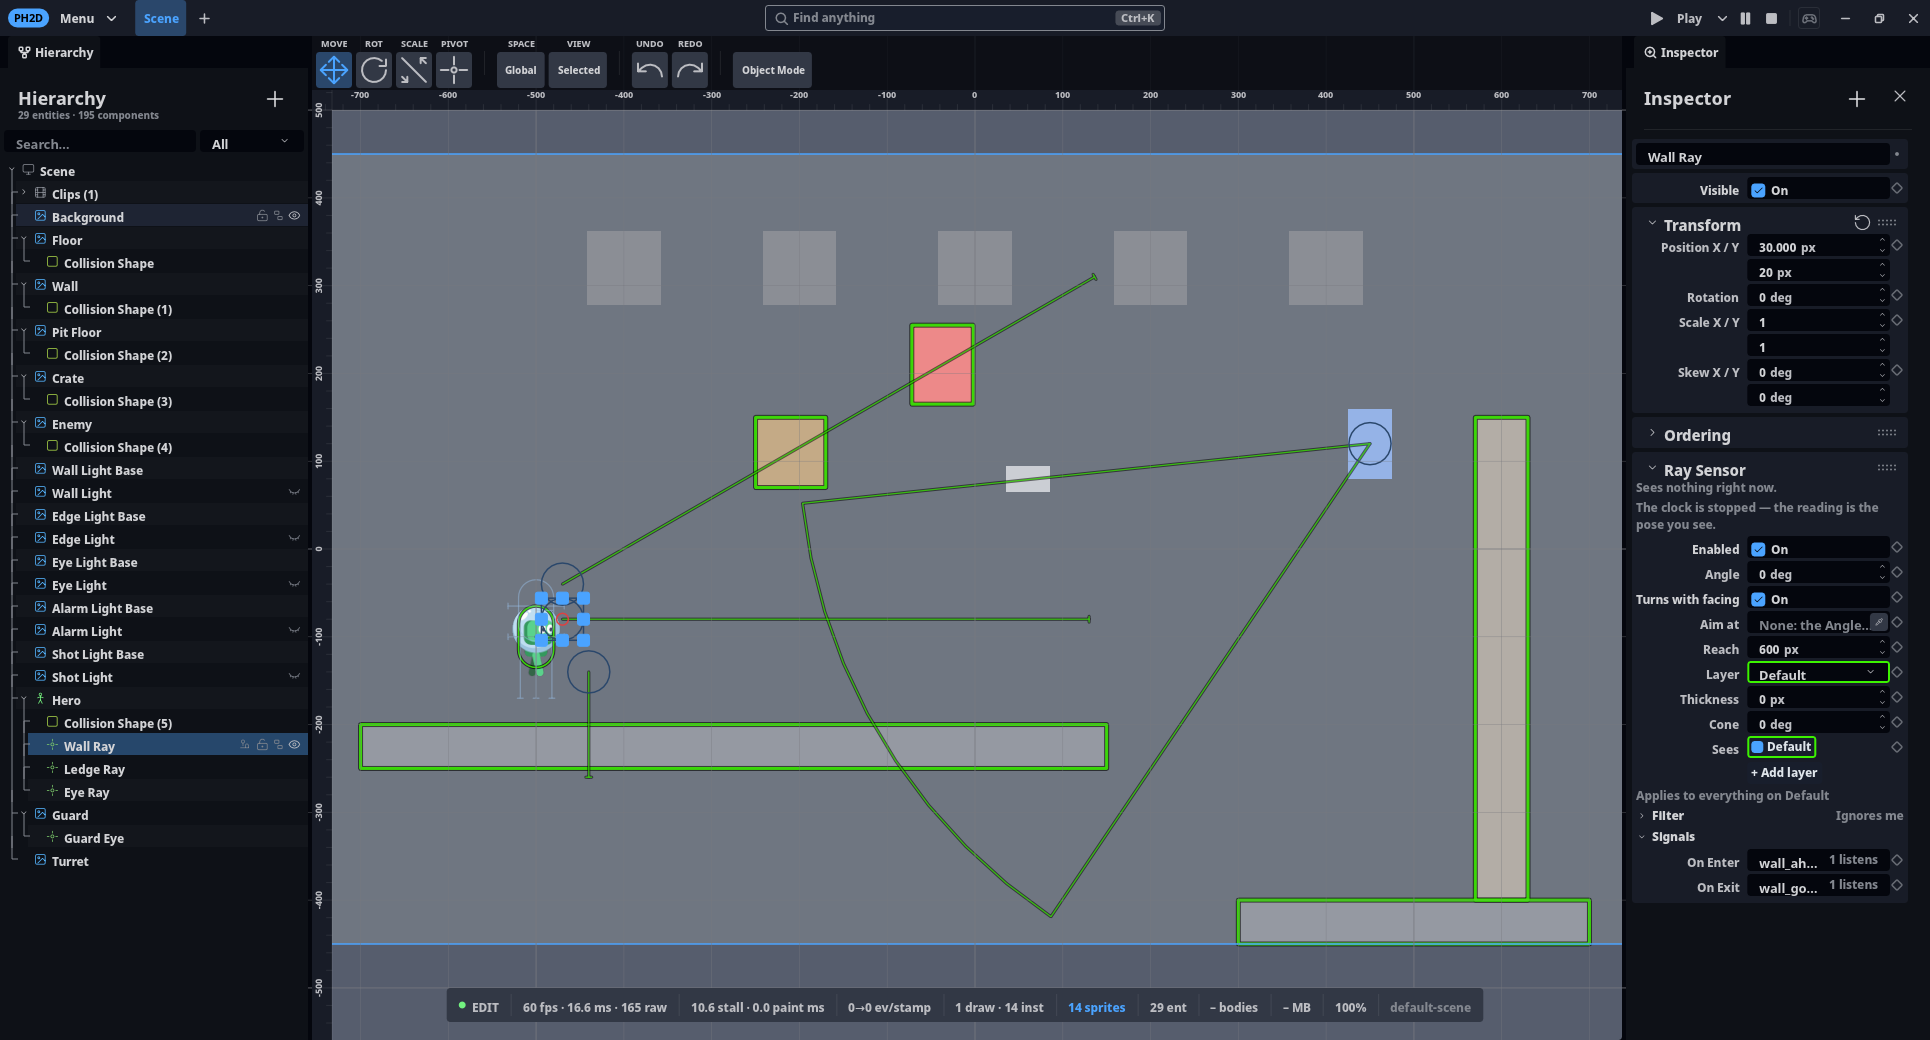 PH2D
Menu
Scene
Find anything
Ctrl+K
Play
Hierarchy
MOVE
ROT
SCALE
PIVOT
SPACE
VIEW
UNDO
REDO
Global
Selected
Object Mode
Inspector
Hierarchy
29 entities · 195 components
Search...
All
Scene
Clips (1)
Background
Floor
Collision Shape
Wall
Collision Shape (1)
Pit Floor
Collision Shape (2)
Crate
Collision Shape (3)
Enemy
Collision Shape (4)
Wall Light Base
Wall Light
Edge Light Base
Edge Light
Eye Light Base
Eye Light
Alarm Light Base
Alarm Light
Shot Light Base
Shot Light
Hero
Collision Shape (5)
Wall Ray
Ledge Ray
Eye Ray
Guard
Guard Eye
Turret
-700
-600
-500
-400
-300
-200
-100
0
100
200
300
400
500
600
700
500
400
300
200
100
0
-100
-200
-300
-400
-500
EDIT
60 fps · 16.6 ms · 165 raw
10.6 stall · 0.0 paint ms
0→0 ev/stamp
1 draw · 14 inst
14 sprites
29 ent
– bodies
– MB
100%
default-scene
Inspector
Wall Ray
Visible
On
Transform
Position X / Y
30.000 px
20 px
Rotation
0 deg
Scale X / Y
1
1
Skew X / Y
0 deg
0 deg
Ordering
Ray Sensor
Sees nothing right now.
The clock is stopped — the reading is the
pose you see.
Enabled
On
Angle
0 deg
Turns with facing
On
Aim at
None: the Angle...
Reach
600 px
Layer
Default
Thickness
0 px
Cone
0 deg
Sees
Default
+ Add layer
Applies to everything on Default
Filter
Ignores me
Signals
On Enter
wall_ah...
1 listens
On Exit
wall_go...
1 listens